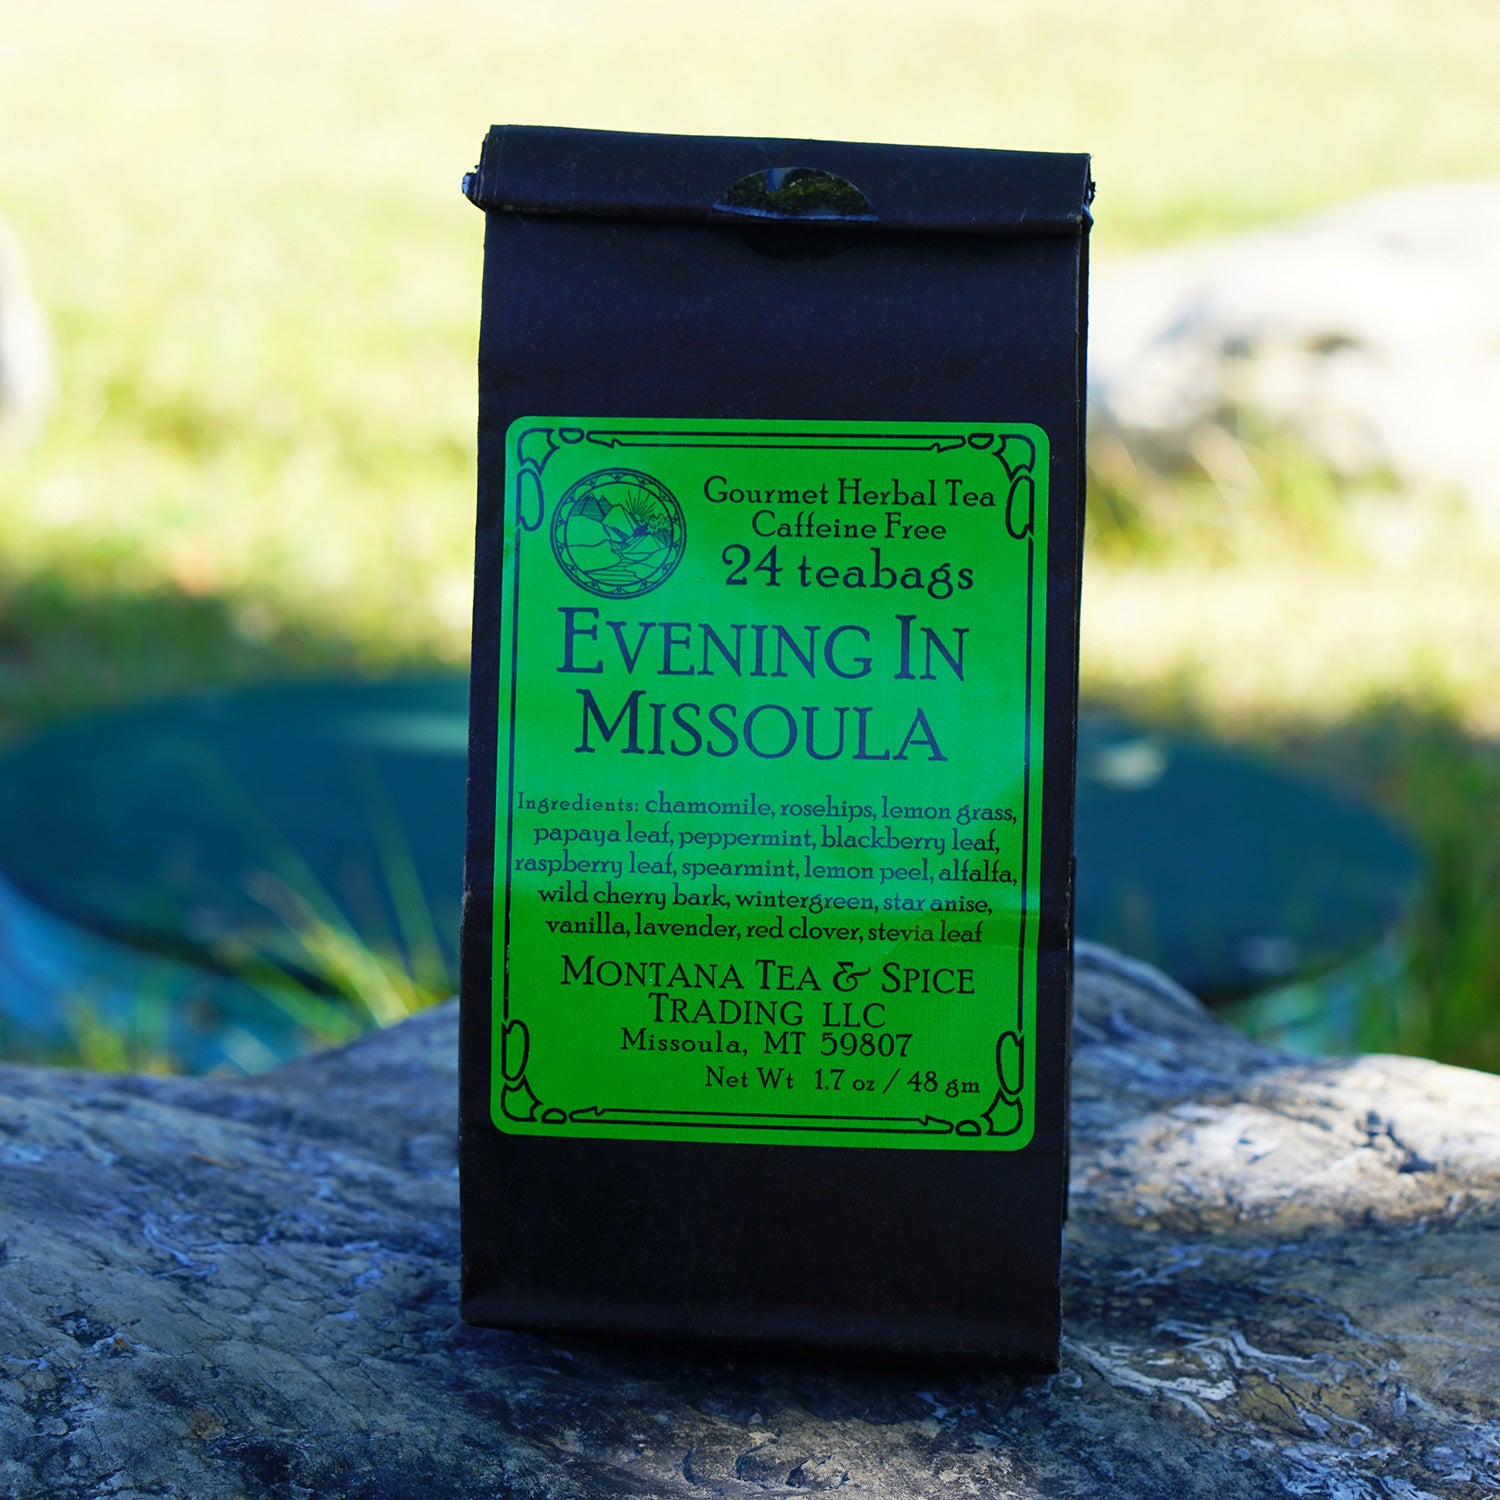 Gourmet Herbal Tea
Caffeine Free
24 teabags
EVENING IN
MISSOULA
Ingredients: chamomile, rosehips, lemon grass,
papaya leaf, peppermint, blackberry leaf,
raspberry leaf, spearmint, lemon peel, alfalfa,
wild cherry bark, wintergreen, star anise,
vanilla, lavender, red clover, stevia leaf
MONTANA TEA & SPICE
TRADING LLC
Missoula, MT 59807
Net Wt 1.7 oz / 48 gm